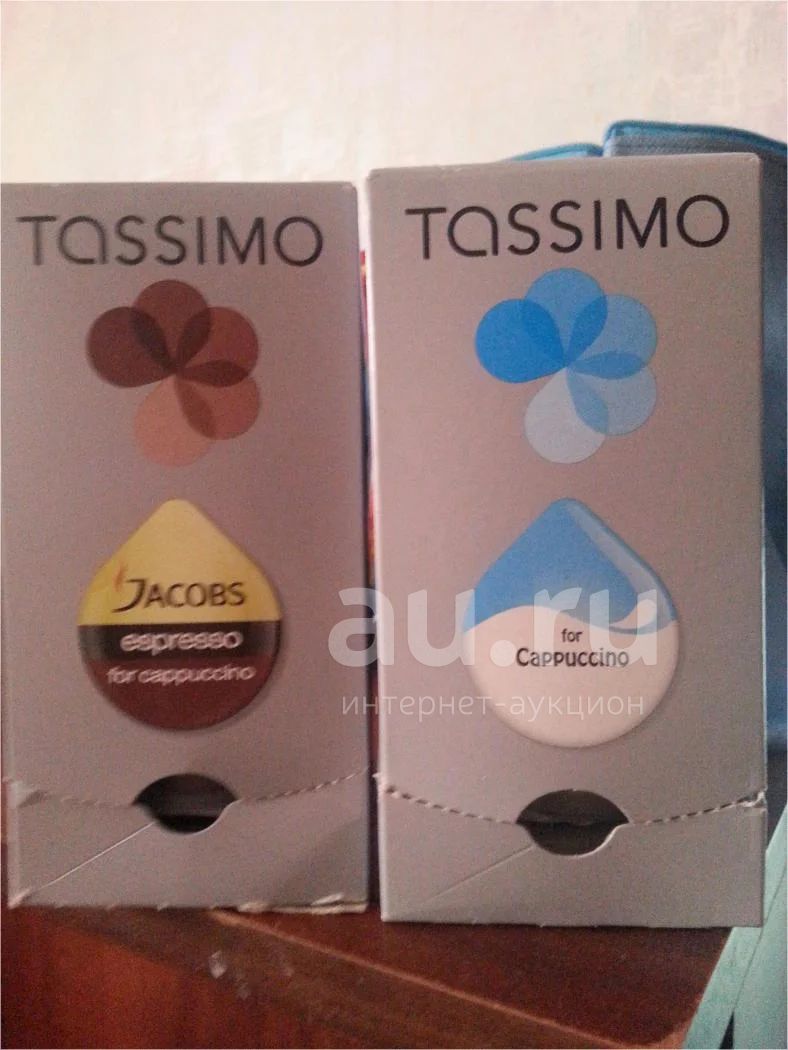 TASSIMO
JACOBS
espresso
for cappuccino
TASSIMO
for
Cappuccino
au.ru
интернет-аукцион